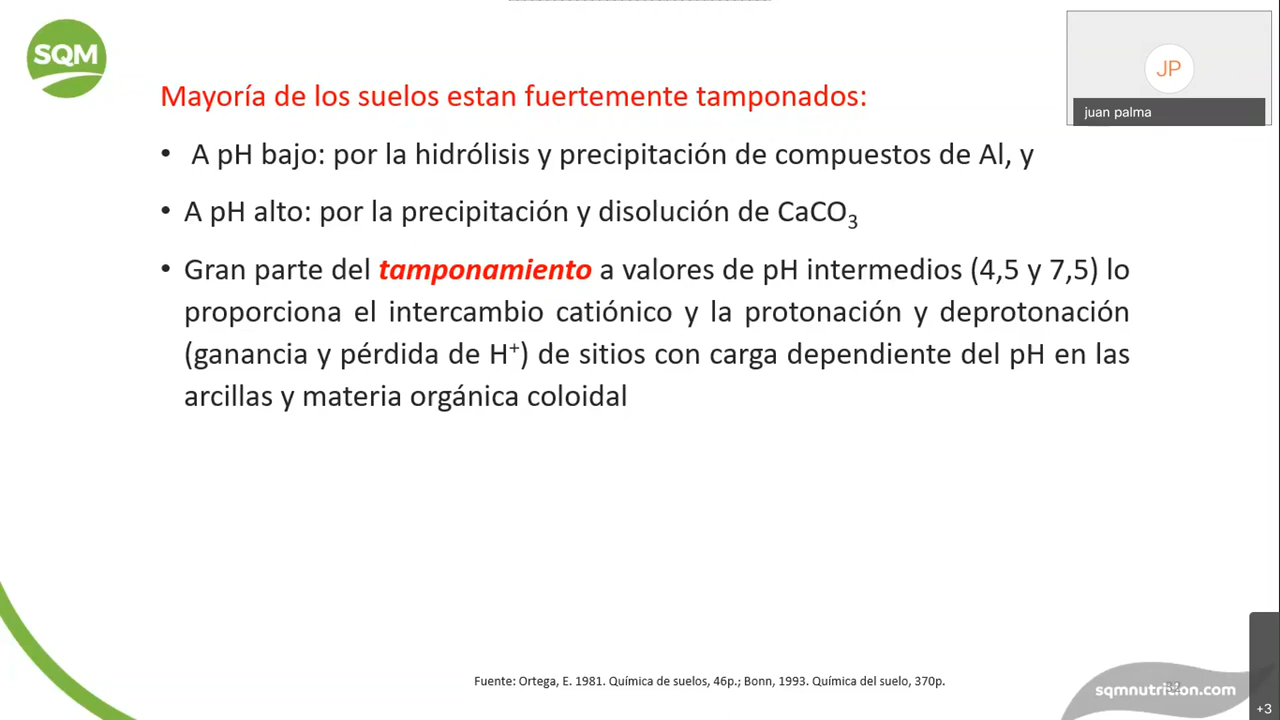 SQM
JP
juan palma
Mayoría de los suelos estan fuertemente tamponados:
• A pH bajo: por la hidrólisis y precipitación de compuestos de Al, y
• A pH alto: por la precipitación y disolución de CaCO₃
• Gran parte del tamponamiento a valores de pH intermedios (4,5 y 7,5) lo
proporciona el intercambio catiónico y la protonación y deprotonación
(ganancia y pérdida de H⁺) de sitios con carga dependiente del pH en las
arcillas y materia orgánica coloidal
Fuente: Ortega, E. 1981. Química de suelos, 46p.; Bonn, 1993. Química del suelo, 370p.
32
sqmnutrition.com
+3